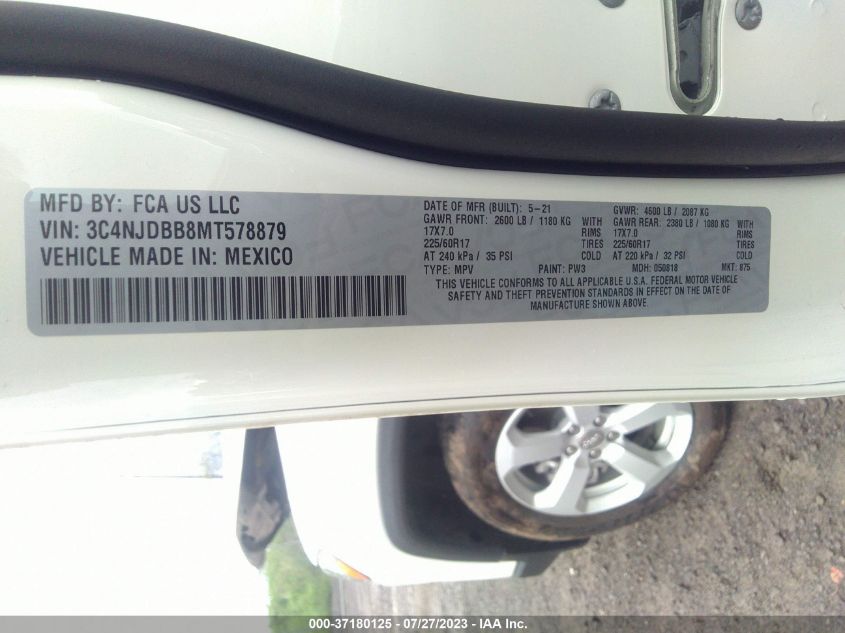 MFD BY: FCA US LLC
VIN: 3C4NJDBB8MT578879
VEHICLE MADE IN: MEXICO
DATE OF MFR (BUILT): 5-21 GVWR: 4600 LB / 2087 KG
GAWR FRONT: 2600 LB / 1180 KG WITH GAWR REAR: 2380 LB / 1080 KG WITH
17X7.0 RIMS 17X7.0 RIMS
225/60R17 TIRES 225/60R17 TIRES
AT 240 kPa / 35 PSI COLD AT 220 kPa / 32 PSI COLD
TYPE: MPV PAINT: PW3 MDH: 050818 MKT: 875
THIS VEHICLE CONFORMS TO ALL APPLICABLE U.S.A. FEDERAL MOTOR VEHICLE
SAFETY AND THEFT PREVENTION STANDARDS IN EFFECT ON THE DATE OF
MANUFACTURE SHOWN ABOVE.
000-37180125 - 07/27/2023 - IAA Inc.